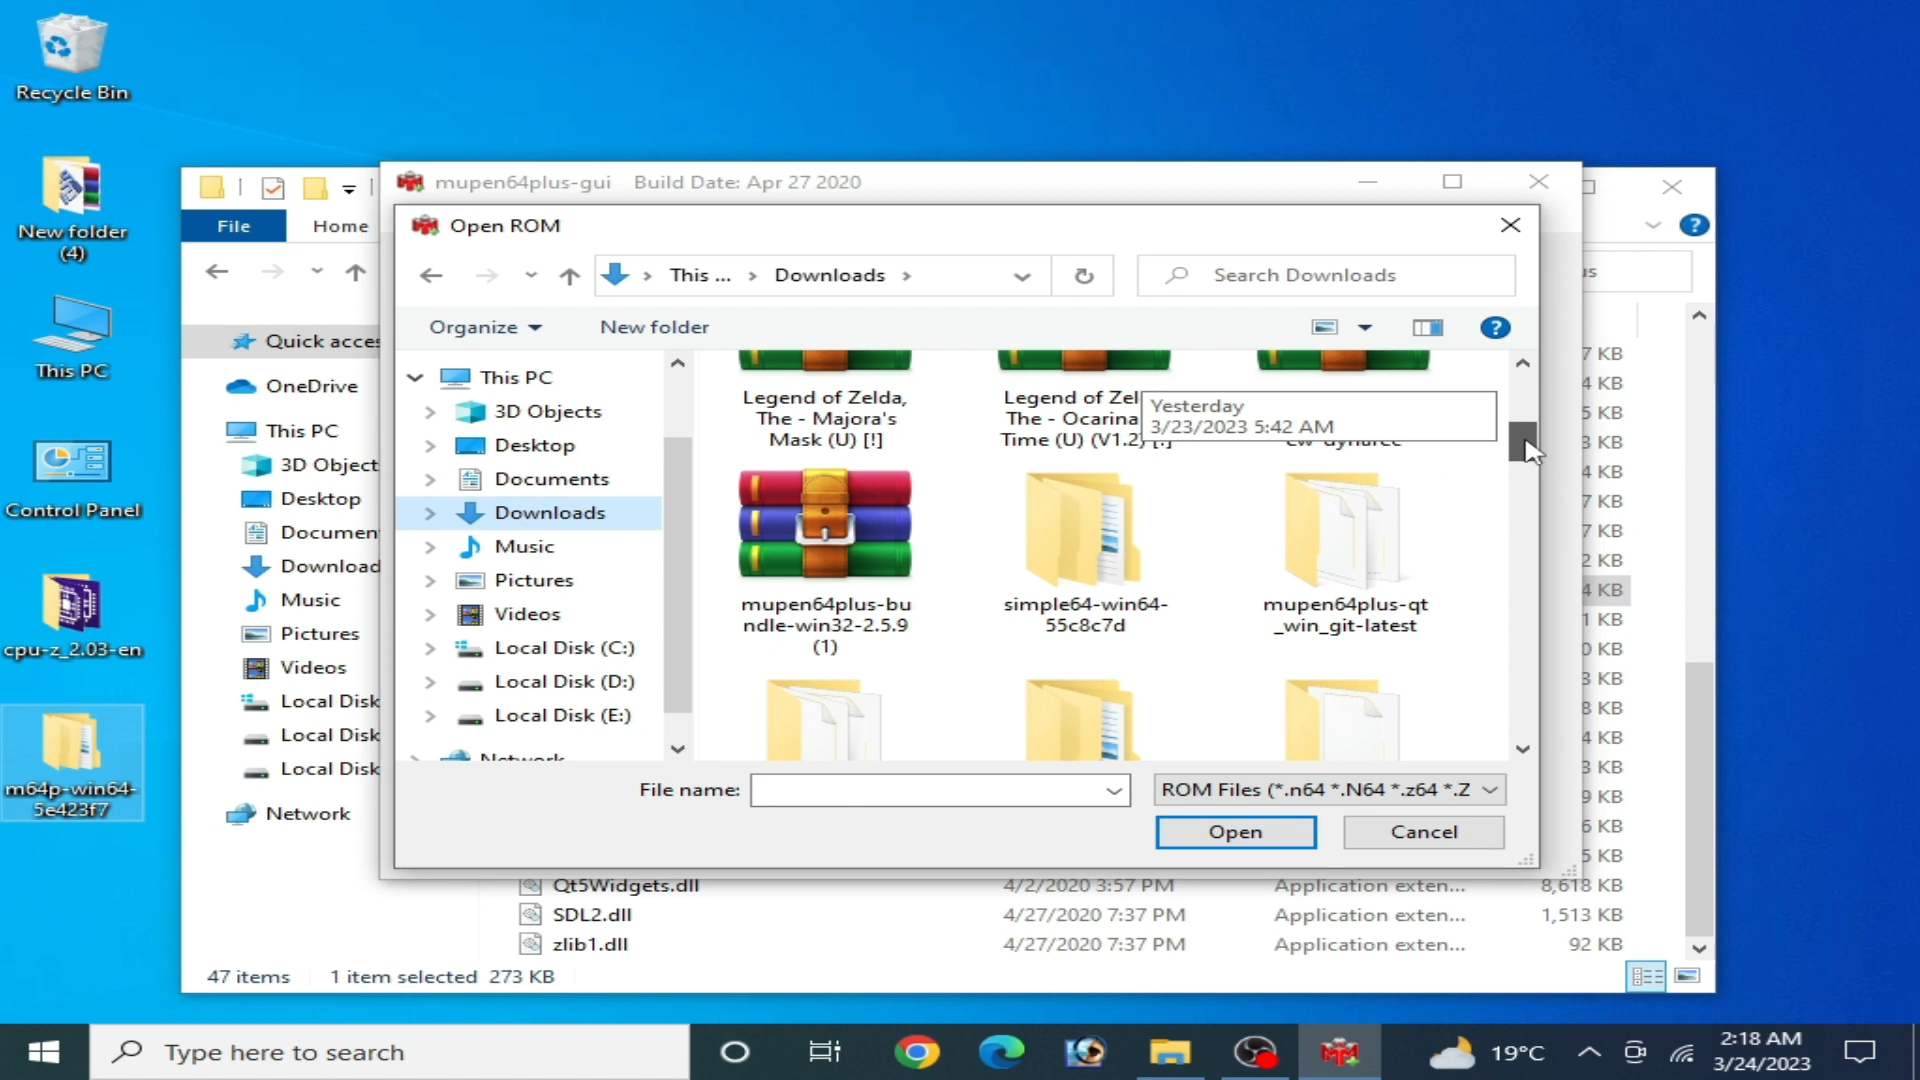 Recycle Bin
New folder
(4)
This PC
Control Panel
cpu-z_2.03-en
m64p-win64-
5e423f7
File
Home
Quick acces
OneDrive
This PC
3D Object
Desktop
Documen
Download
Music
Pictures
Videos
Local Disk
Local Disk
Local Disk
Network
47 items
1 item selected 273 KB
mupen64plus-gui Build Date: Apr 27 2020
Open ROM
This ... > Downloads >
Search Downloads
Organize
New folder
This PC
3D Objects
Desktop
Documents
Downloads
Music
Pictures
Videos
Local Disk (C:)
Local Disk (D:)
Local Disk (E:)
Network
Legend of Zelda,
The - Majora's
Mask (U) [!]
Legend of Zel
The - Ocarina
Time (U) (V1.2) [!]
Yesterday
3/23/2023 5:42 AM
mupen64plus-bu
ndle-win32-2.5.9
(1)
simple64-win64-
55c8c7d
mupen64plus-qt
_win_git-latest
File name:
ROM Files (*.n64 *.N64 *.z64 *.Z
Open
Cancel
us
7 KB
4 KB
5 KB
4 KB
7 KB
7 KB
2 KB
4 KB
1 KB
0 KB
3 KB
8 KB
4 KB
3 KB
9 KB
6 KB
5 KB
Qt5Widgets.dll 4/2/2020 3:57 PM Application exten... 8,618 KB
SDL2.dll 4/27/2020 7:37 PM Application exten... 1,513 KB
zlib1.dll 4/27/2020 7:37 PM Application exten... 92 KB
Type here to search
19°C
2:18 AM
3/24/2023